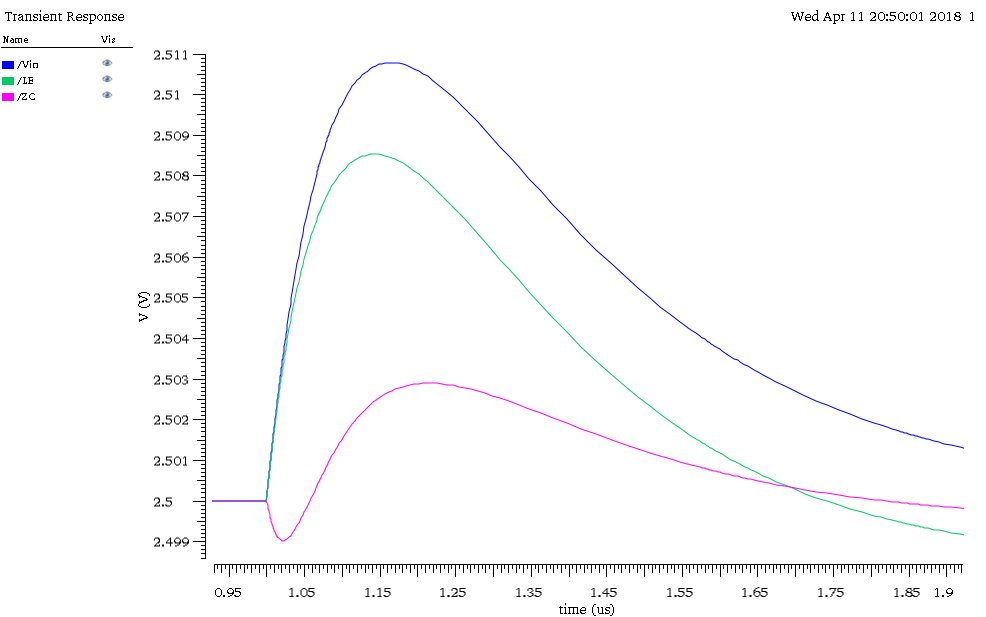 Transient Response
Wed Apr 11 20:50:01 2018 1
Name Vis
/Vin
/LE
/ZC
2.511
2.51
2.509
2.508
2.507
2.506
2.505
2.504
2.503
2.502
2.501
2.5
2.499
V (V)
0.95 1.05 1.15 1.25 1.35 1.45 1.55 1.65 1.75 1.85 1.9
time (us)